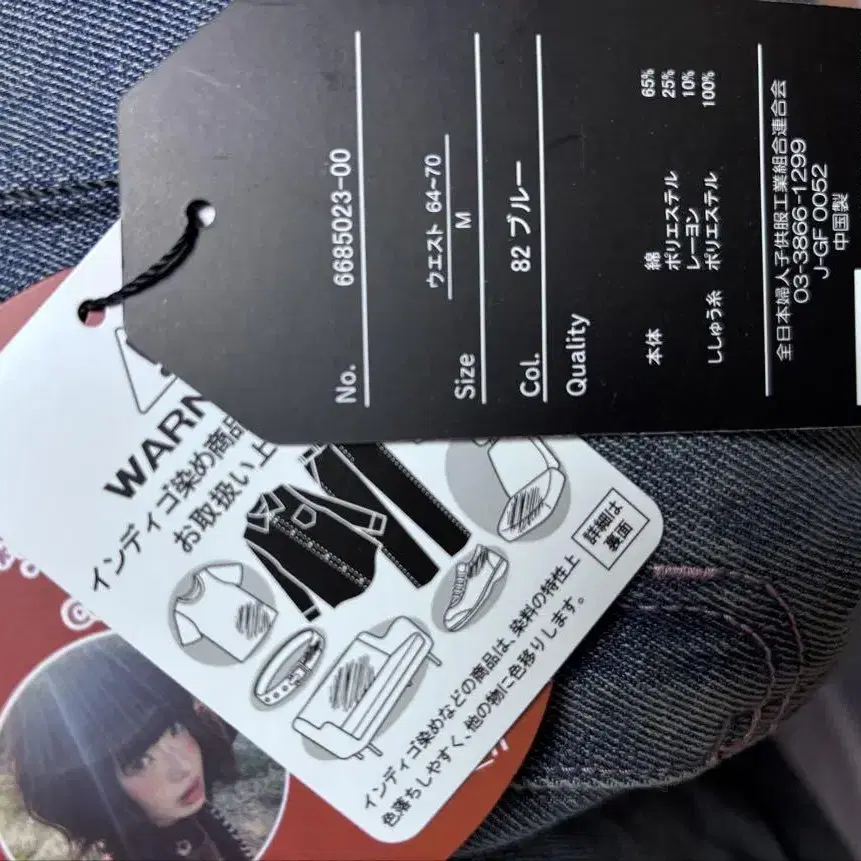 No. 6685023-00
ウエスト 64~70
Size M
Col. 82 ブルー
Quality
本体 綿 65%
ポリエステル 25%
レーヨン 10%
ししゅう糸 ポリエステル 100%
全日本婦人子供服工業組合連合会
03-3866-1299
J-GF 0052
中国製
WARN
インディゴ染め商品
お取扱い上
詳細は
裏面
インディゴ染めなどの商品は、染料の特性上
色落ちしやすく、他の物に色移りします。